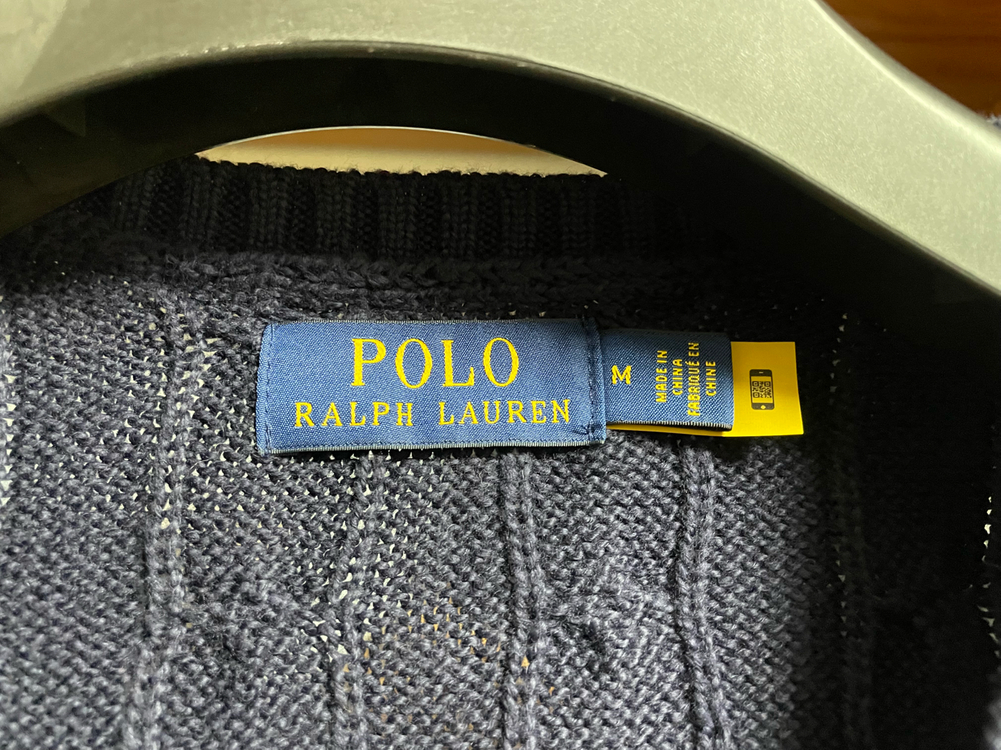 POLO
RALPH LAUREN
M
MADE IN
CHINA
FABRIQUÉ EN
CHINE